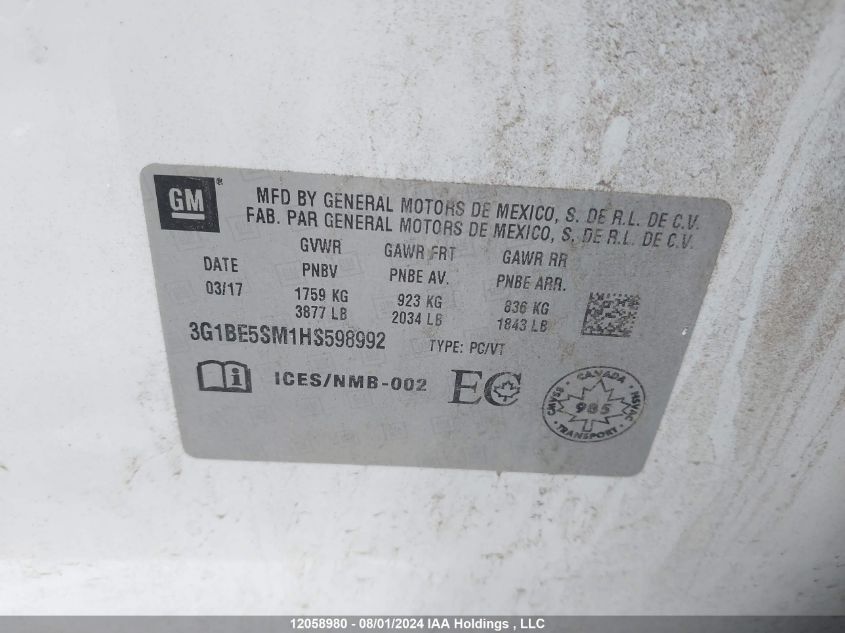 GM ®
MFD BY GENERAL MOTORS DE MEXICO, S. DE R.L. DE C.V.
FAB. PAR GENERAL MOTORS DE MEXICO, S. DE R.L. DE C.V.
DATE GVWR GAWR FRT GAWR RR
PNBV PNBE AV. PNBE ARR.
03/17 1759 KG 923 KG 836 KG
3877 LB 2034 LB 1843 LB
3G1BE5SM1HS598992 TYPE: PC/VT
i ICES/NMB-002 EC
CANADA
CMVSS 985 NSVAC
TRANSPORT
12058980 - 08/01/2024 IAA Holdings , LLC